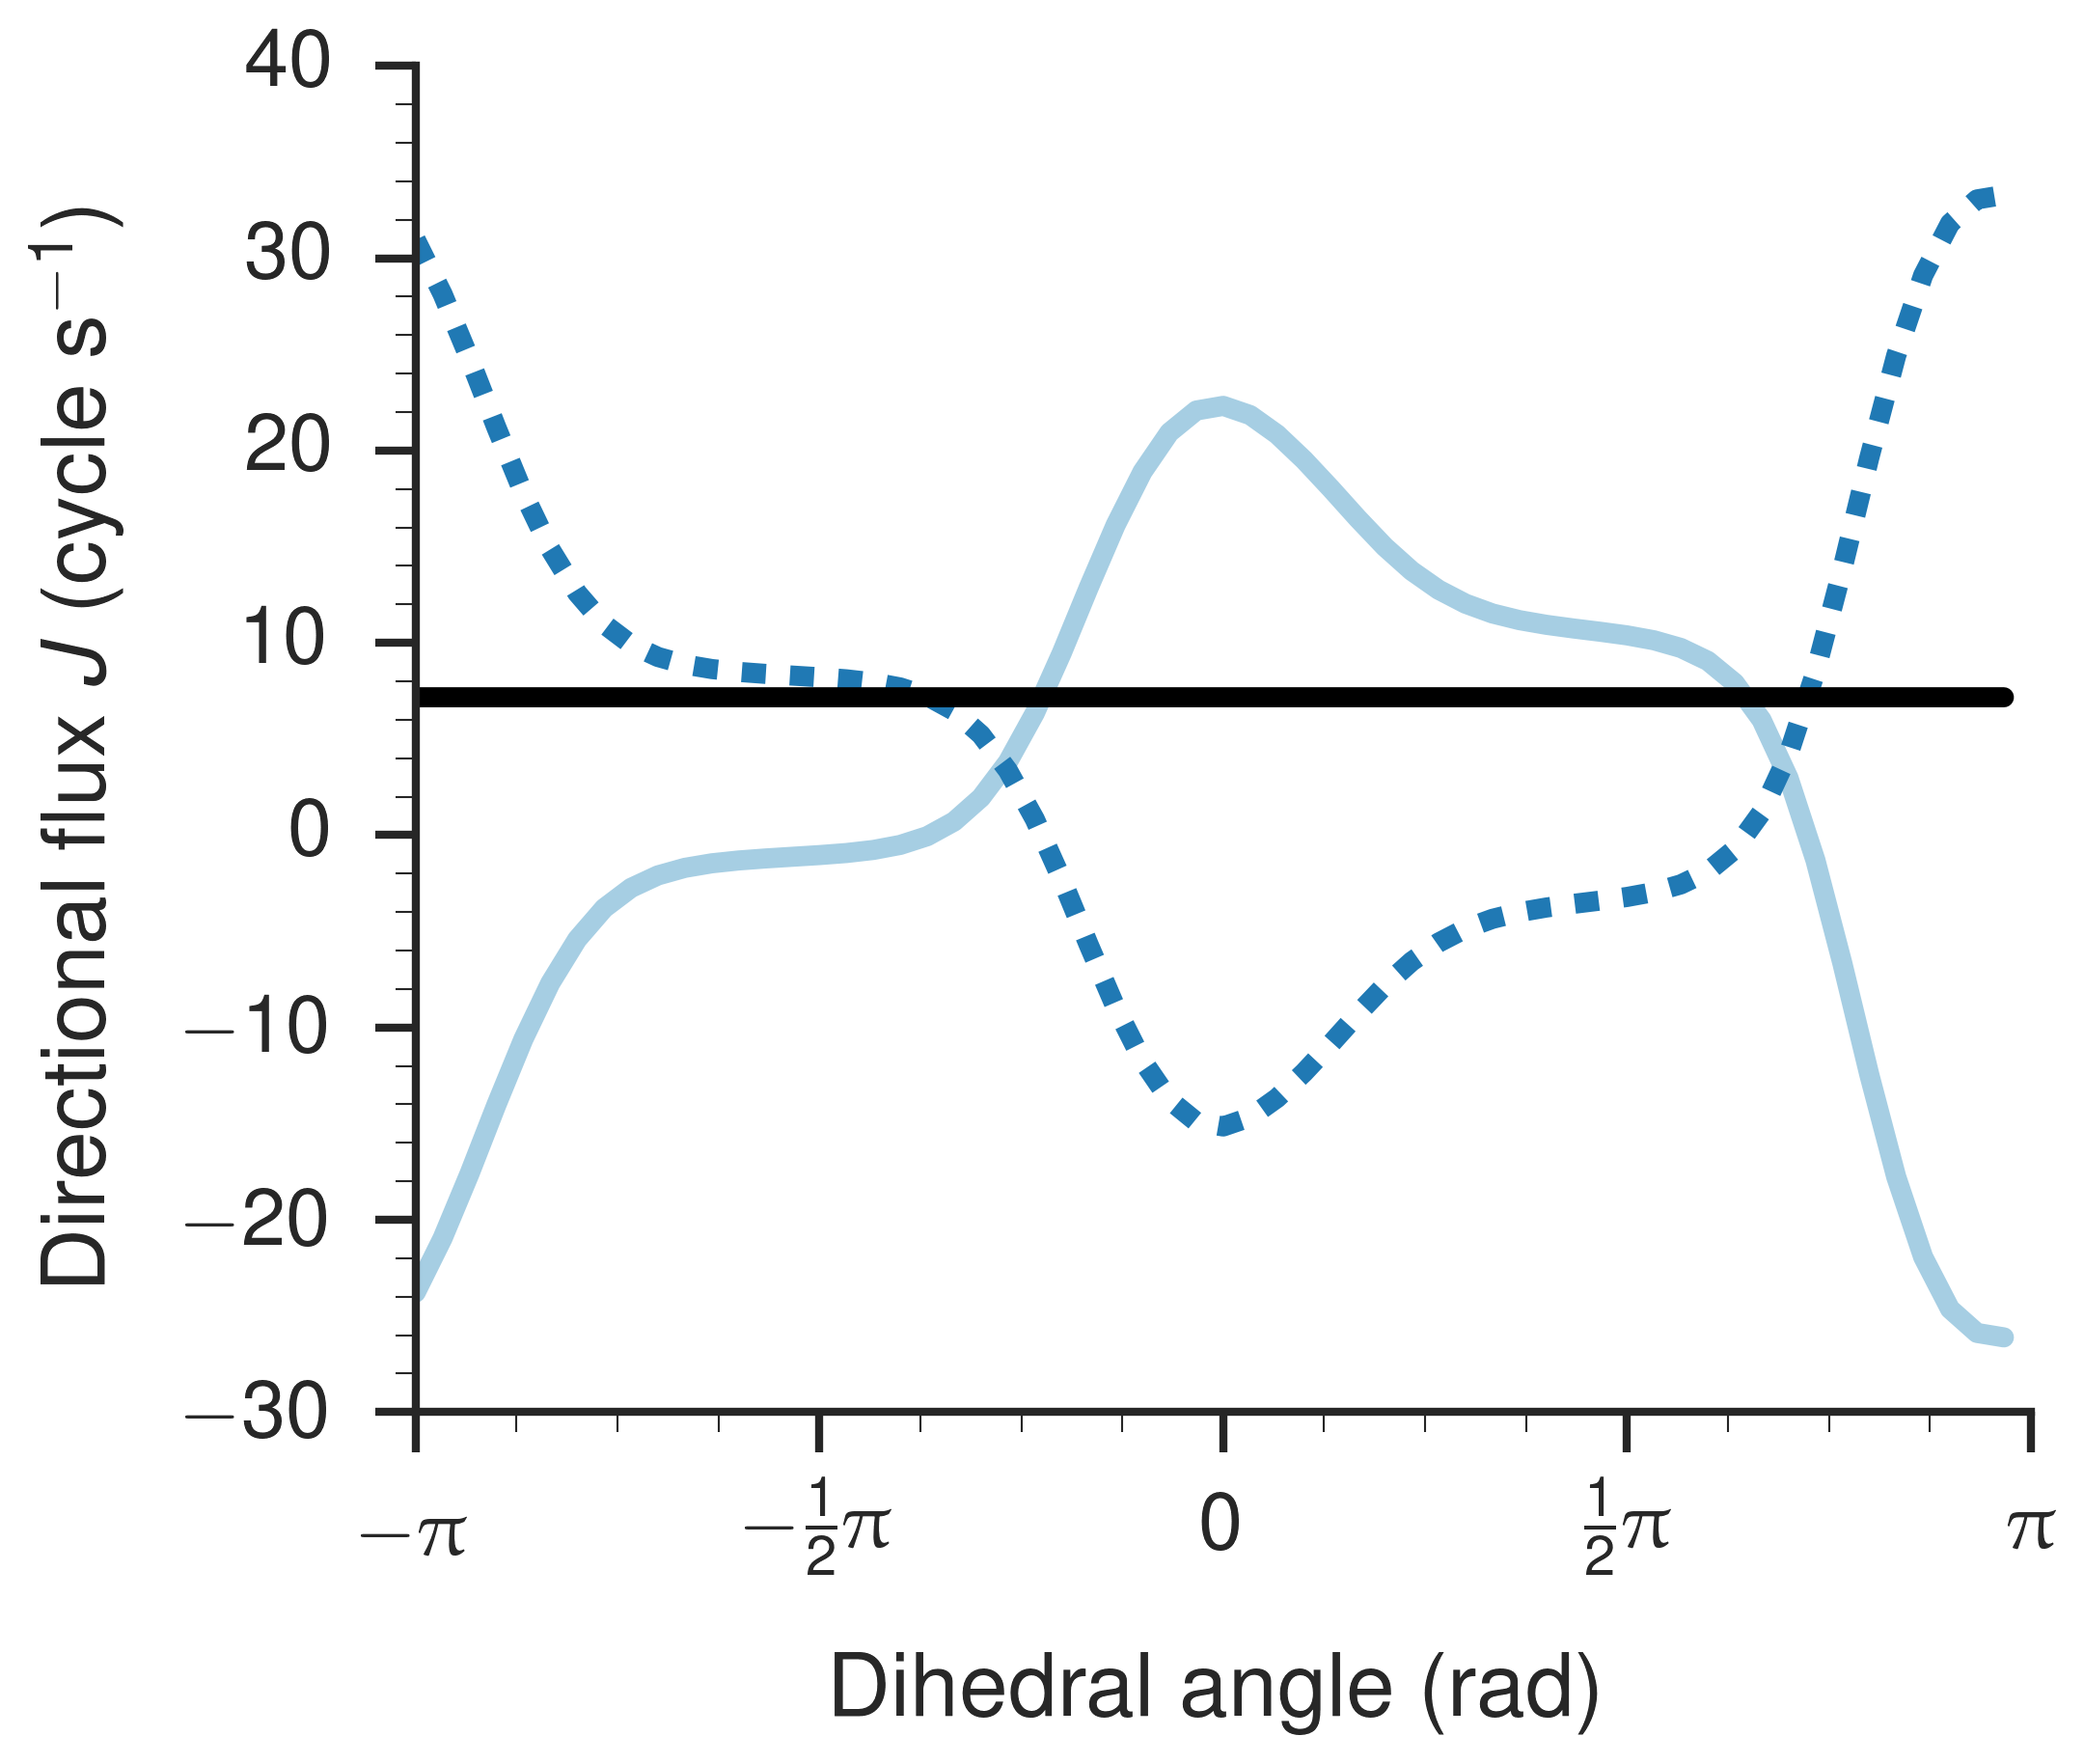 Directional flux J (cycle s⁻¹)
40
30
20
10
0
−10
−20
−30
−π
−1/2π
0
1/2π
π
Dihedral angle (rad)